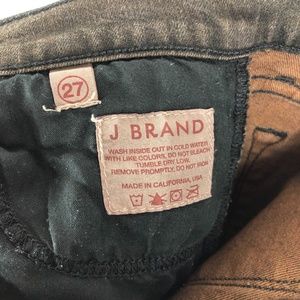 27
J BRAND
WASH INSIDE OUT IN COLD WATER
WITH LIKE COLORS, DO NOT BLEACH
TUMBLE DRY LOW,
REMOVE PROMPTLY, DO NOT IRON
MADE IN CALIFORNIA, USA